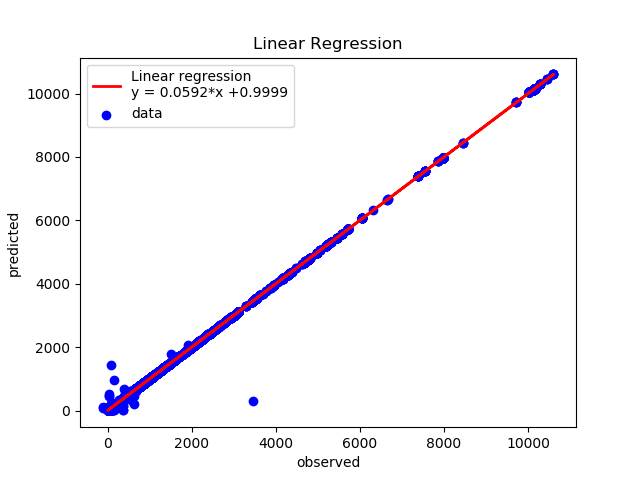 Linear Regression
Linear regression
y = 0.0592*x +0.9999
data
10000
8000
6000
4000
2000
0
predicted
0 2000 4000 6000 8000 10000
observed